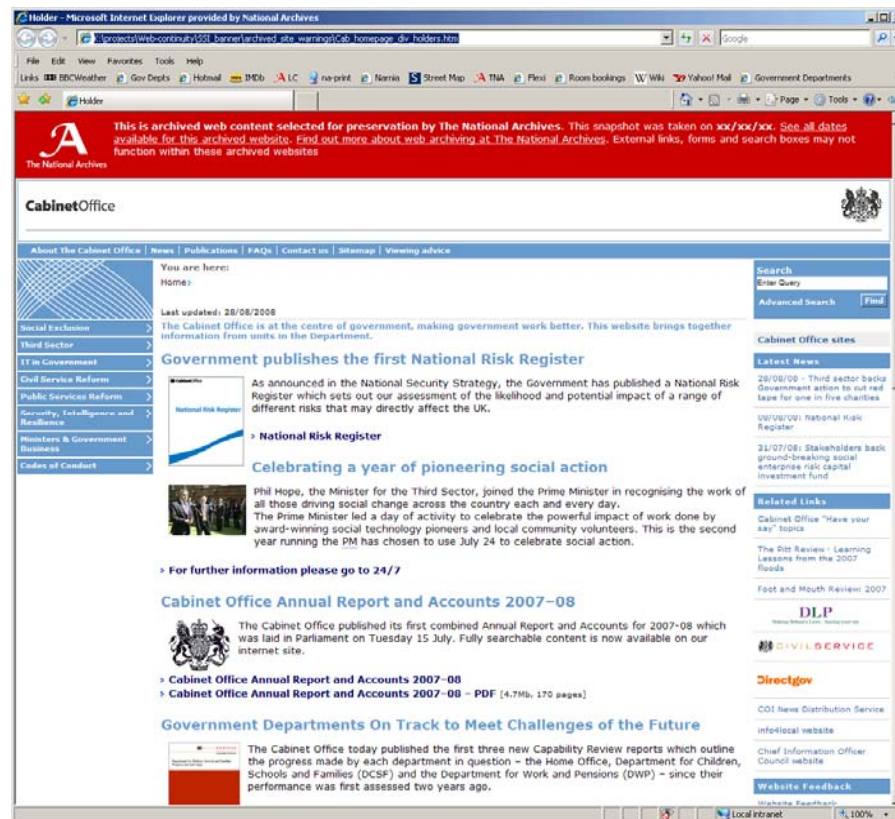 Holder - Microsoft Internet Explorer provided by National Archives
X:\projects\Web-continuity\SSI_banner\archived_site_warnings\Cab_homepage_div_holders.htm
Google
File Edit View Favorites Tools Help
Links BBCWeather Gov Depts Hotmail IMDb ALC na-print Narnia Street Map TNA Flexi Room bookings Wiki Yahoo! Mail Government Departments
Holder
Page Tools
This is archived web content selected for preservation by The National Archives. This snapshot was taken on xx/xx/xx. See all dates
available for this archived website. Find out more about web archiving at The National Archives. External links, forms and
search boxes may not
function within these archived websites
The National Archives
CabinetOffice
About The Cabinet Office | News | Publications | FAQs | Contact us | Sitemap | Viewing advice
You are here:
Home>
Last updated: 28/08/2008
The Cabinet Office is at the centre of government, making government work better. This website brings together
information from units in the Department.
Social Exclusion
Third Sector
IT in Government
Civil Service Reform
Public Services Reform
Security, Intelligence and
Resilience
Ministers & Government
Business
Codes of Conduct
Government publishes the first National Risk Register
CabinetOffice
National Risk Register
As announced in the National Security Strategy, the Government has published a National Risk
Register which sets out our assessment of the likelihood and potential impact of a range of
different risks that may directly affect the UK.
› National Risk Register
Celebrating a year of pioneering social action
Phil Hope, the Minister for the Third Sector, joined the Prime Minister in recognising the work of
all those driving social change across the country each and every day.
The Prime Minister led a day of activity to celebrate the powerful impact of work done by
award-winning social technology pioneers and local community volunteers. This is the second
year running the PM has chosen to use July 24 to celebrate social action.
› For further information please go to 24/7
Cabinet Office Annual Report and Accounts 2007–08
The Cabinet Office published its first combined Annual Report and Accounts for 2007-08 which
was laid in Parliament on Tuesday 15 July. Fully searchable content is now available on our
internet site.
› Cabinet Office Annual Report and Accounts 2007–08
› Cabinet Office Annual Report and Accounts 2007–08 – PDF [4.7Mb, 170 pages]
Government Departments On Track to Meet Challenges of the Future
The Cabinet Office today published the first three new Capability Review reports which outline
the progress made by each department in question – the Home Office, Department for Children,
Schools and Families (DCSF) and the Department for Work and Pensions (DWP) – since their
performance was first assessed two years ago.
Search
Enter Query
Advanced Search Find
Cabinet Office sites
Latest News
28/08/08 - Third sector backs
Government action to cut red
tape for one in five charities
08/08/08: National Risk
Register
31/07/08: Stakeholders back
ground-breaking social
enterprise risk capital
investment fund
Related Links
Cabinet Office "Have your
say" topics
The Pitt Review - Learning
Lessons from the 2007
floods
Foot and Mouth Review: 2007
DLP
CIVILSERVICE
Directgov
COI News Distribution Service
info4local website
Chief Information Officer
Council website
Website Feedback
Website Feedback
Local intranet
100%